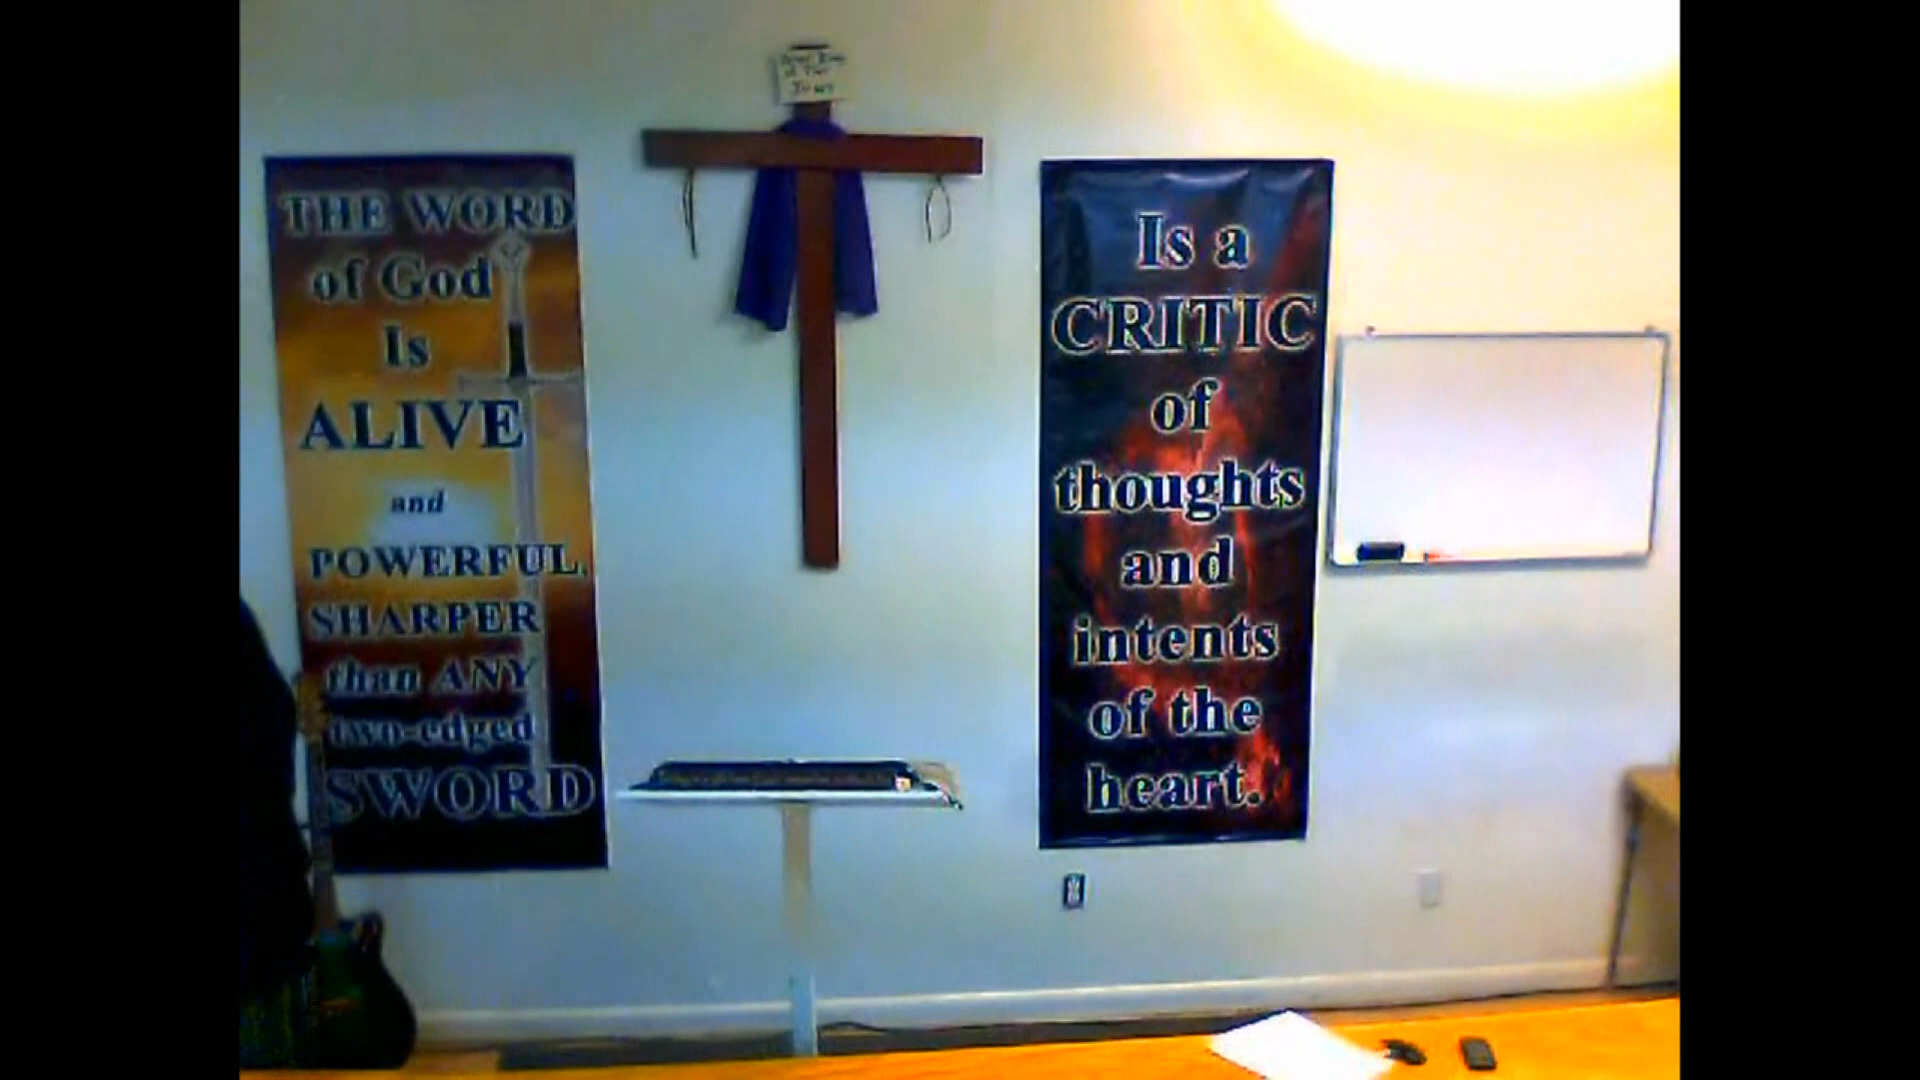 THE WORD
of God
Is
ALIVE
and
POWERFUL,
SHARPER
than ANY
two-edged
SWORD
Is a
CRITIC
of
thoughts
and
intents
of the
heart.